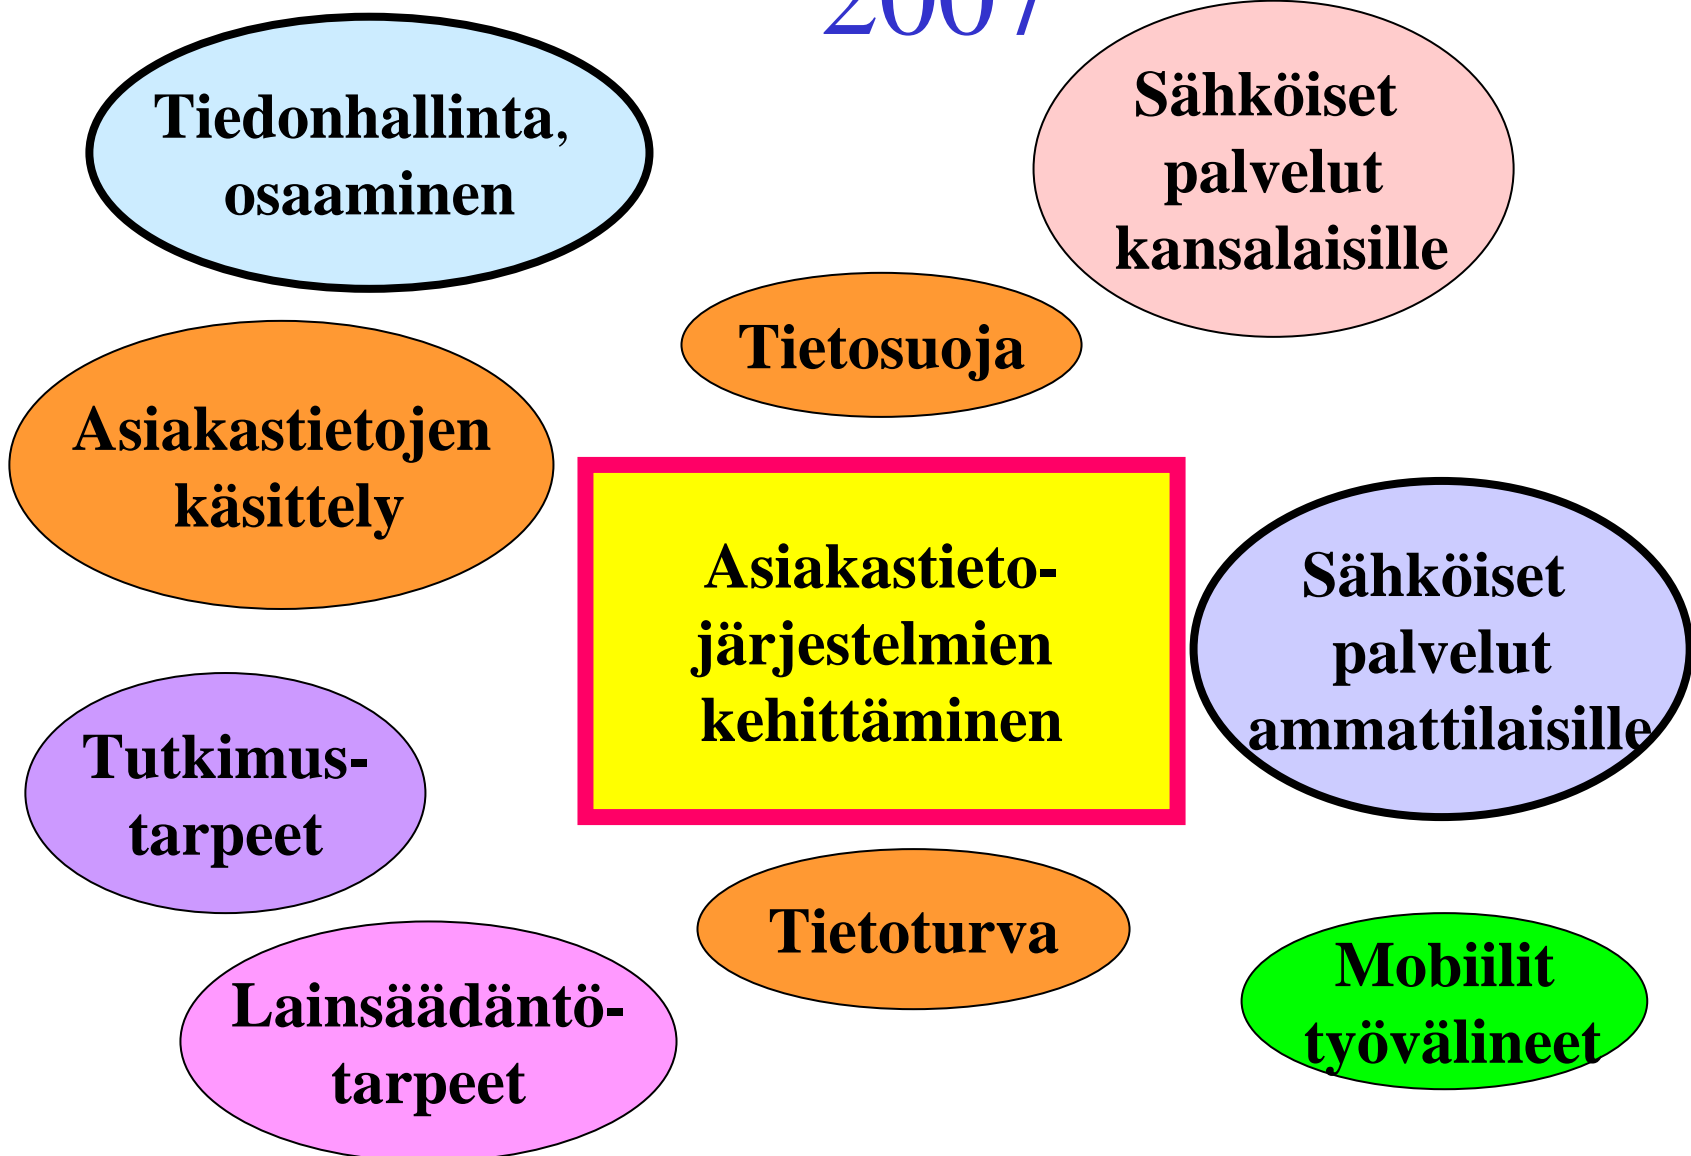 2007
Tiedonhallinta,
osaaminen
Sähköiset
palvelut
kansalaisille
Tietosuoja
Asiakastietojen
käsittely
Asiakastieto-
järjestelmien
kehittäminen
Sähköiset
palvelut
ammattilaisille
Tutkimus-
tarpeet
Tietoturva
Lainsäädäntö-
tarpeet
Mobiilit
työvälineet